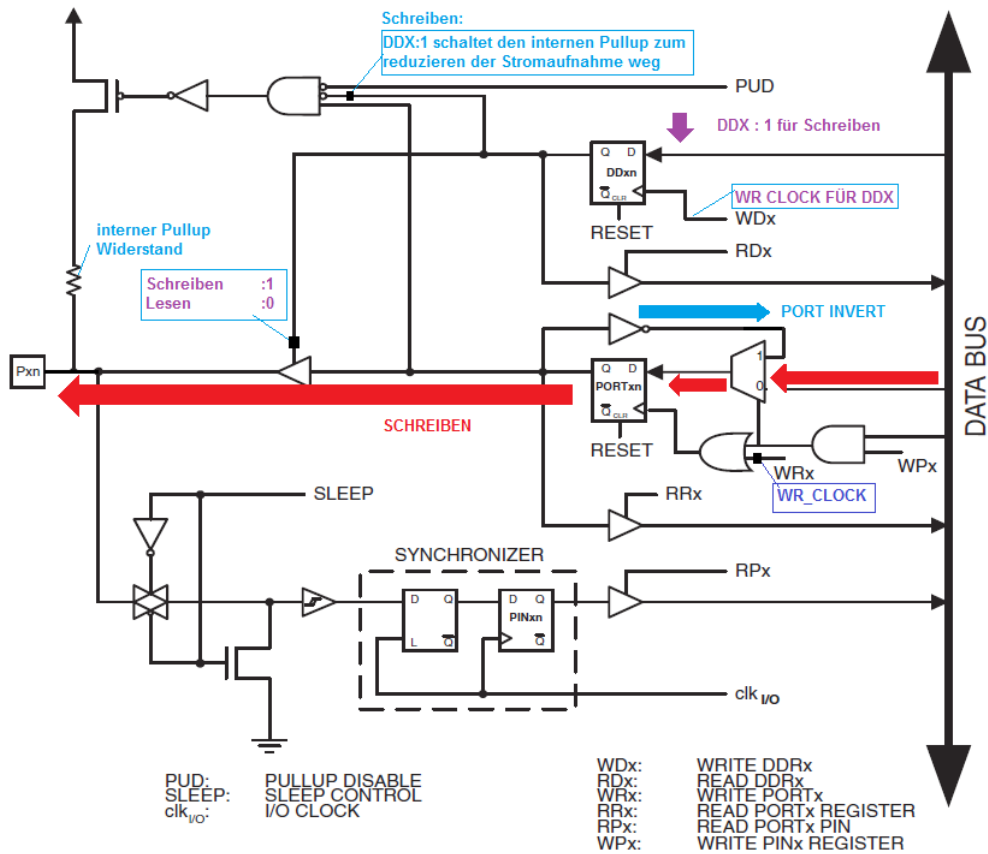 Schreiben:
DDX:1 schaltet den internen Pullup zum
reduzieren der Stromaufnahme weg
PUD
DDX : 1 für Schreiben
Q D
DDxn
Q CLR
WR CLOCK FÜR DDX
WDx
RESET
RDx
interner Pullup
Widerstand
Schreiben :1
Lesen :0
PORT INVERT
Pxn
1
0
Q D
PORTxn
Q CLR
SCHREIBEN
RESET
WRx
WPx
WR_CLOCK
DATA BUS
SLEEP
RRx
SYNCHRONIZER
RPx
D Q
L Q
D Q
PINxn
Q
clk I/O
PUD: PULLUP DISABLE
SLEEP: SLEEP CONTROL
clkI/O: I/O CLOCK
WDx: WRITE DDRx
RDx: READ DDRx
WRx: WRITE PORTx
RRx: READ PORTx REGISTER
RPx: READ PORTx PIN
WPx: WRITE PINx REGISTER